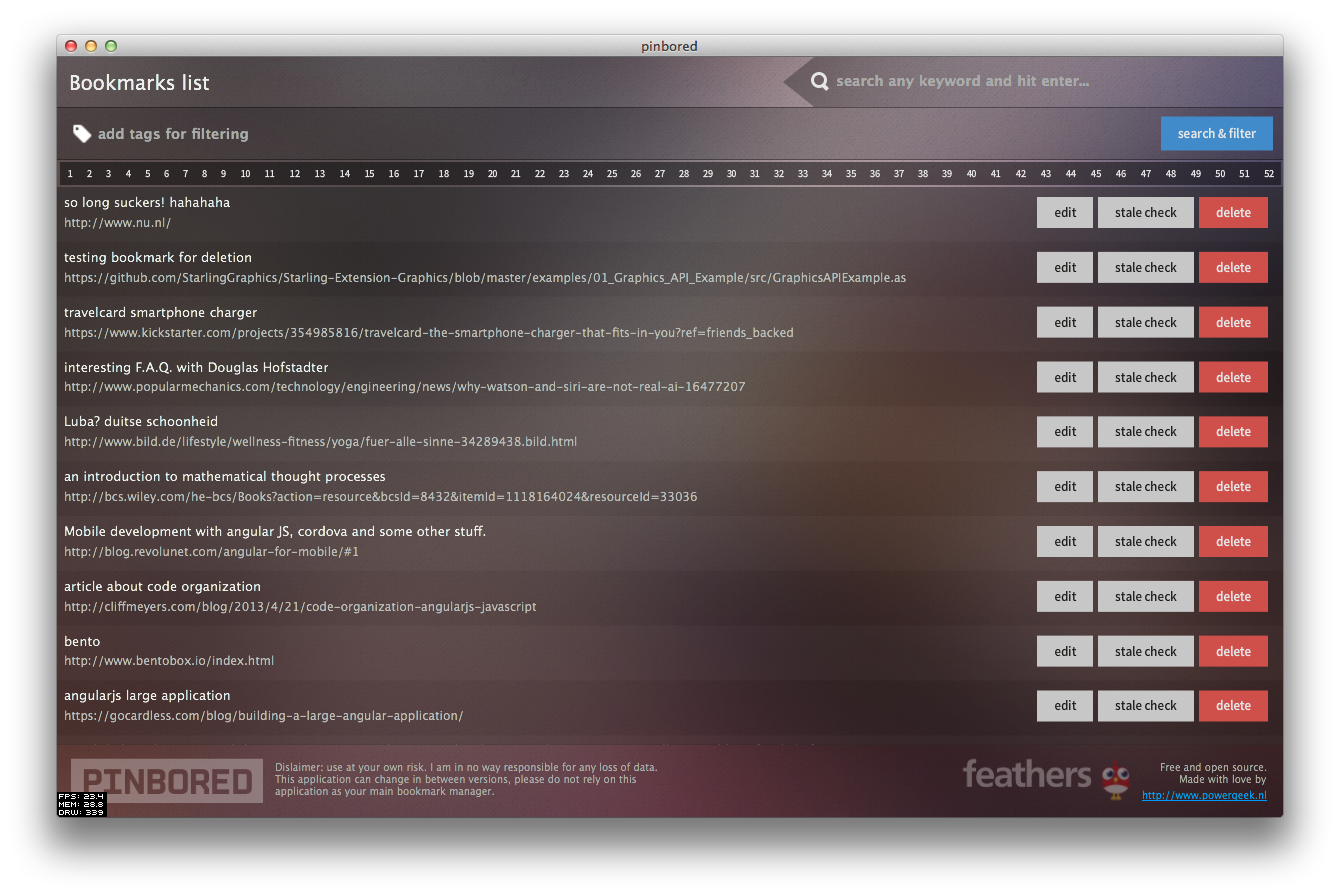 pinbored
Bookmarks list
search any keyword and hit enter...
add tags for filtering
search & filter
1 2 3 4 5 6 7 8 9 10 11 12 13 14 15 16 17 18 19 20 21 22 23 24 25 26 27 28 29 30 31 32 33 34 35 36 37 38 39 40 41 42 43 44 45 46 47 48 49 50 51 52
so long suckers! hahahaha
http://www.nu.nl/
edit stale check delete
testing bookmark for deletion
https://github.com/StarlingGraphics/Starling-Extension-Graphics/blob/master/examples/01_Graphics_API_Example/src/GraphicsAPIExample.as
edit stale check delete
travelcard smartphone charger
https://www.kickstarter.com/projects/354985816/travelcard-the-smartphone-charger-that-fits-in-you?ref=friends_backed
edit stale check delete
interesting F.A.Q. with Douglas Hofstadter
http://www.popularmechanics.com/technology/engineering/news/why-watson-and-siri-are-not-real-ai-16477207
edit stale check delete
Luba? duitse schoonheid
http://www.bild.de/lifestyle/wellness-fitness/yoga/fuer-alle-sinne-34289438.bild.html
edit stale check delete
an introduction to mathematical thought processes
http://bcs.wiley.com/he-bcs/Books?action=resource&bcsId=8432&itemId=1118164024&resourceId=33036
edit stale check delete
Mobile development with angular JS, cordova and some other stuff.
http://blog.revolunet.com/angular-for-mobile/#1
edit stale check delete
article about code organization
http://cliffmeyers.com/blog/2013/4/21/code-organization-angularjs-javascript
edit stale check delete
bento
http://www.bentobox.io/index.html
edit stale check delete
angularjs large application
https://gocardless.com/blog/building-a-large-angular-application/
edit stale check delete
PINBORED
Dislaimer: use at your own risk. I am in no way responsible for any loss of data.
This application can change in between versions, please do not rely on this
application as your main bookmark manager.
feathers
Free and open source.
Made with love by
http://www.powergeek.nl
FPS: 23.4
MEM: 28.8
DRW: 339